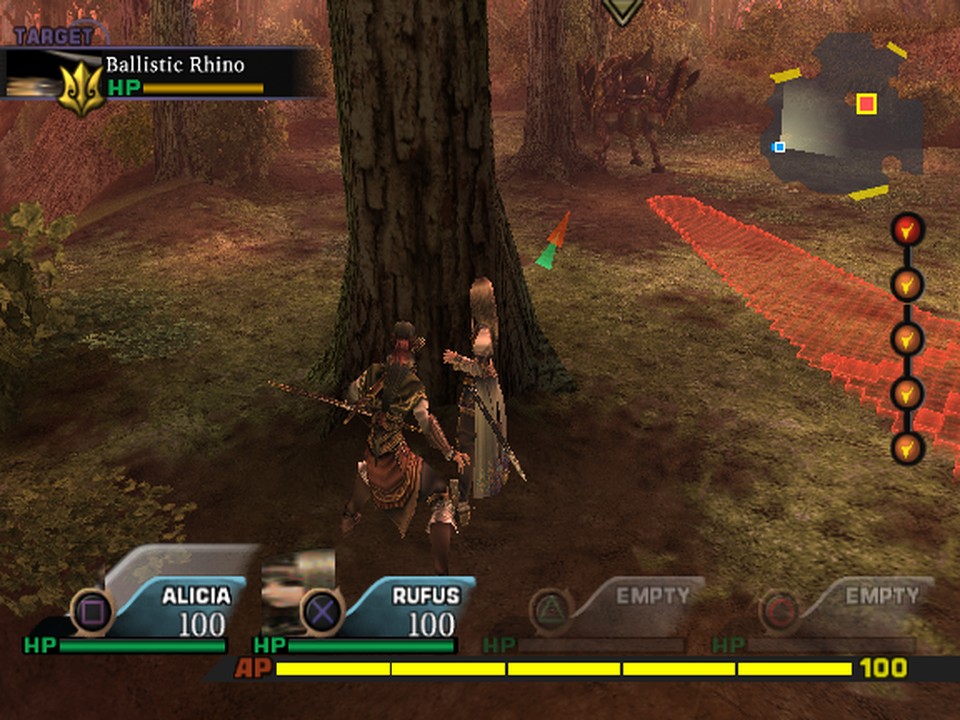 TARGET
Ballistic Rhino
HP
ALICIA
100
HP
RUFUS
100
HP
EMPTY
HP
EMPTY
HP
AP
100